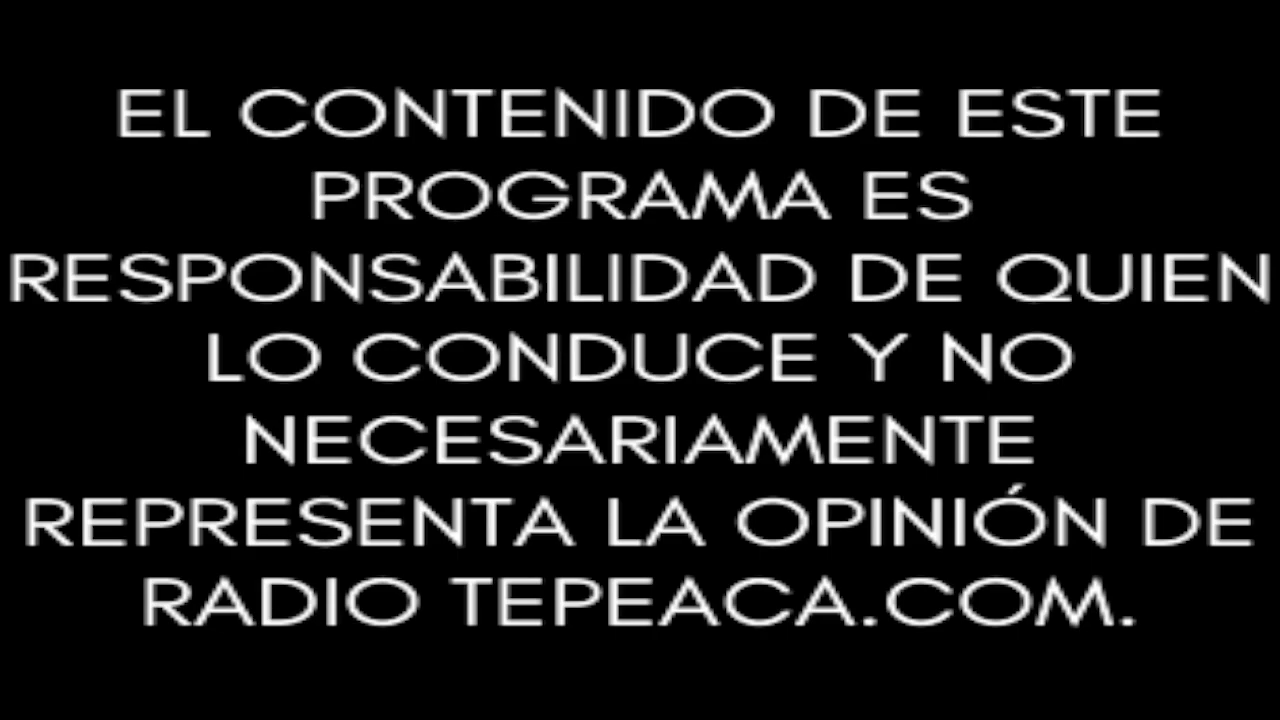 EL CONTENIDO DE ESTE
PROGRAMA ES
RESPONSABILIDAD DE QUIEN
LO CONDUCE Y NO
NECESARIAMENTE
REPRESENTA LA OPINIÓN DE
RADIO TEPEACA.COM.